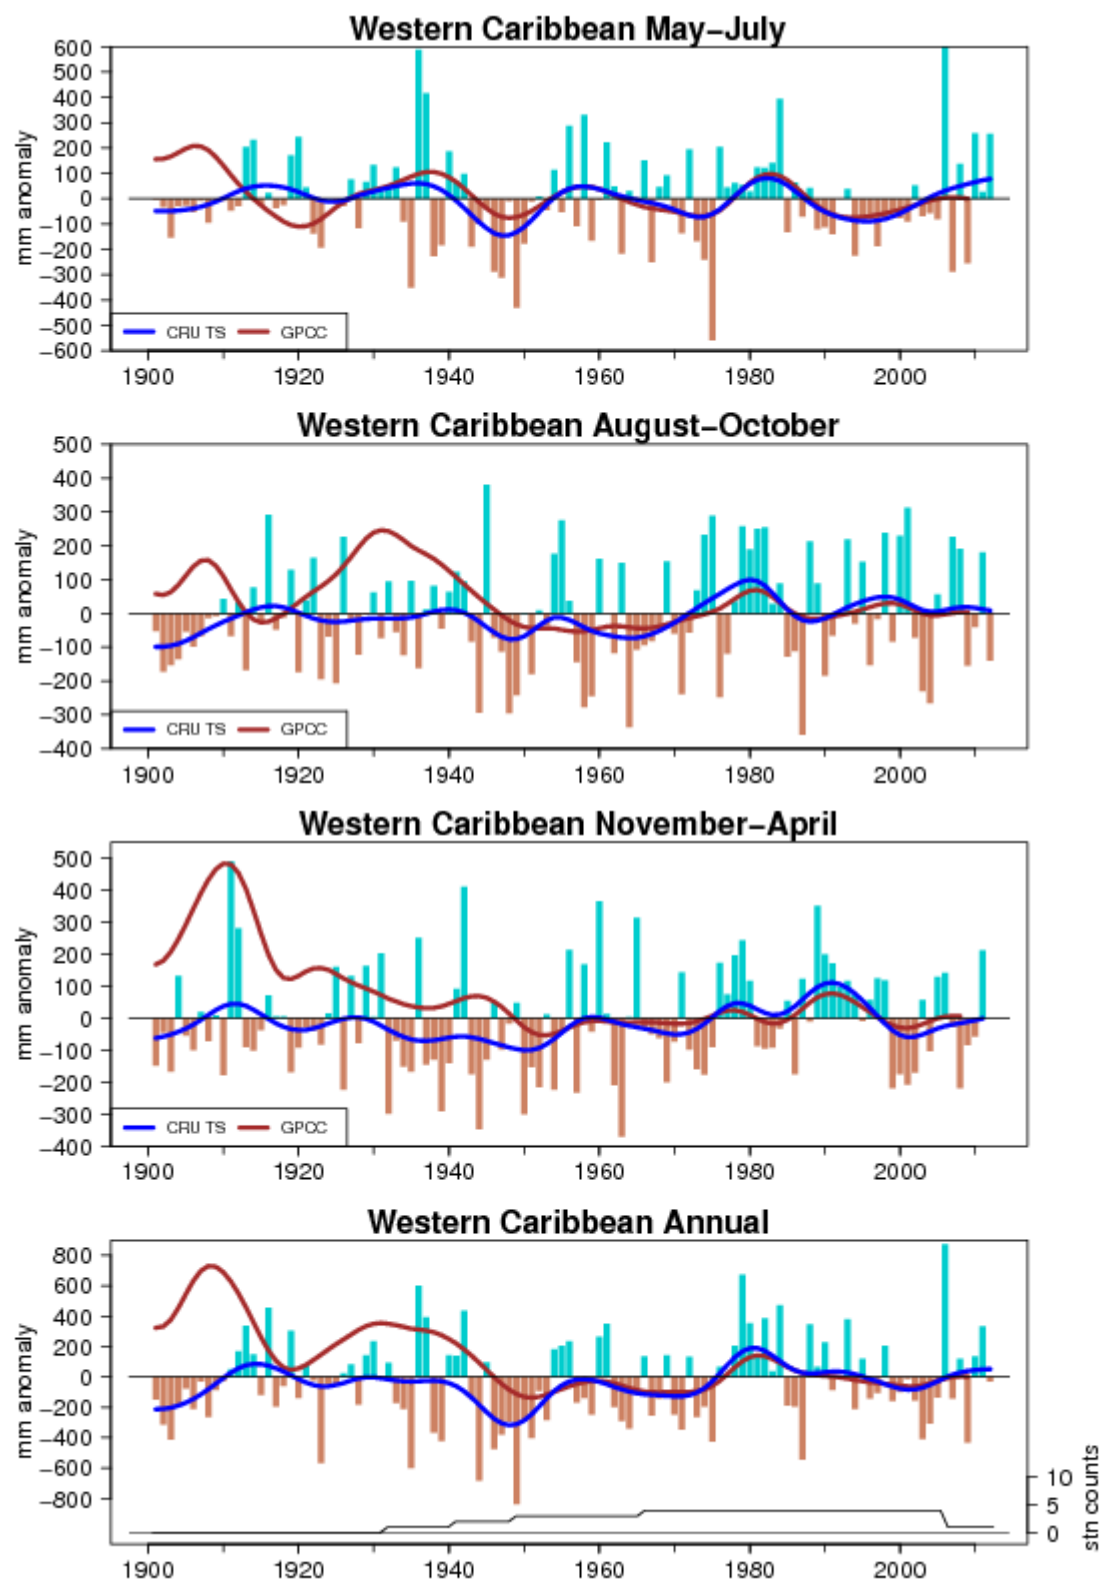 Western Caribbean May−July
600
500
400
300
200
100
0
−100
−200
−300
−400
−500
−600
mm anomaly
CRU TS GPCC
1900 1920 1940 1960 1980 2000
Western Caribbean August−October
500
400
300
200
100
0
−100
−200
−300
−400
mm anomaly
CRU TS GPCC
1900 1920 1940 1960 1980 2000
Western Caribbean November−April
500
400
300
200
100
0
−100
−200
−300
−400
mm anomaly
CRU TS GPCC
1900 1920 1940 1960 1980 2000
Western Caribbean Annual
800
600
400
200
0
−200
−400
−600
−800
mm anomaly
10
5
0
stn counts
1900 1920 1940 1960 1980 2000